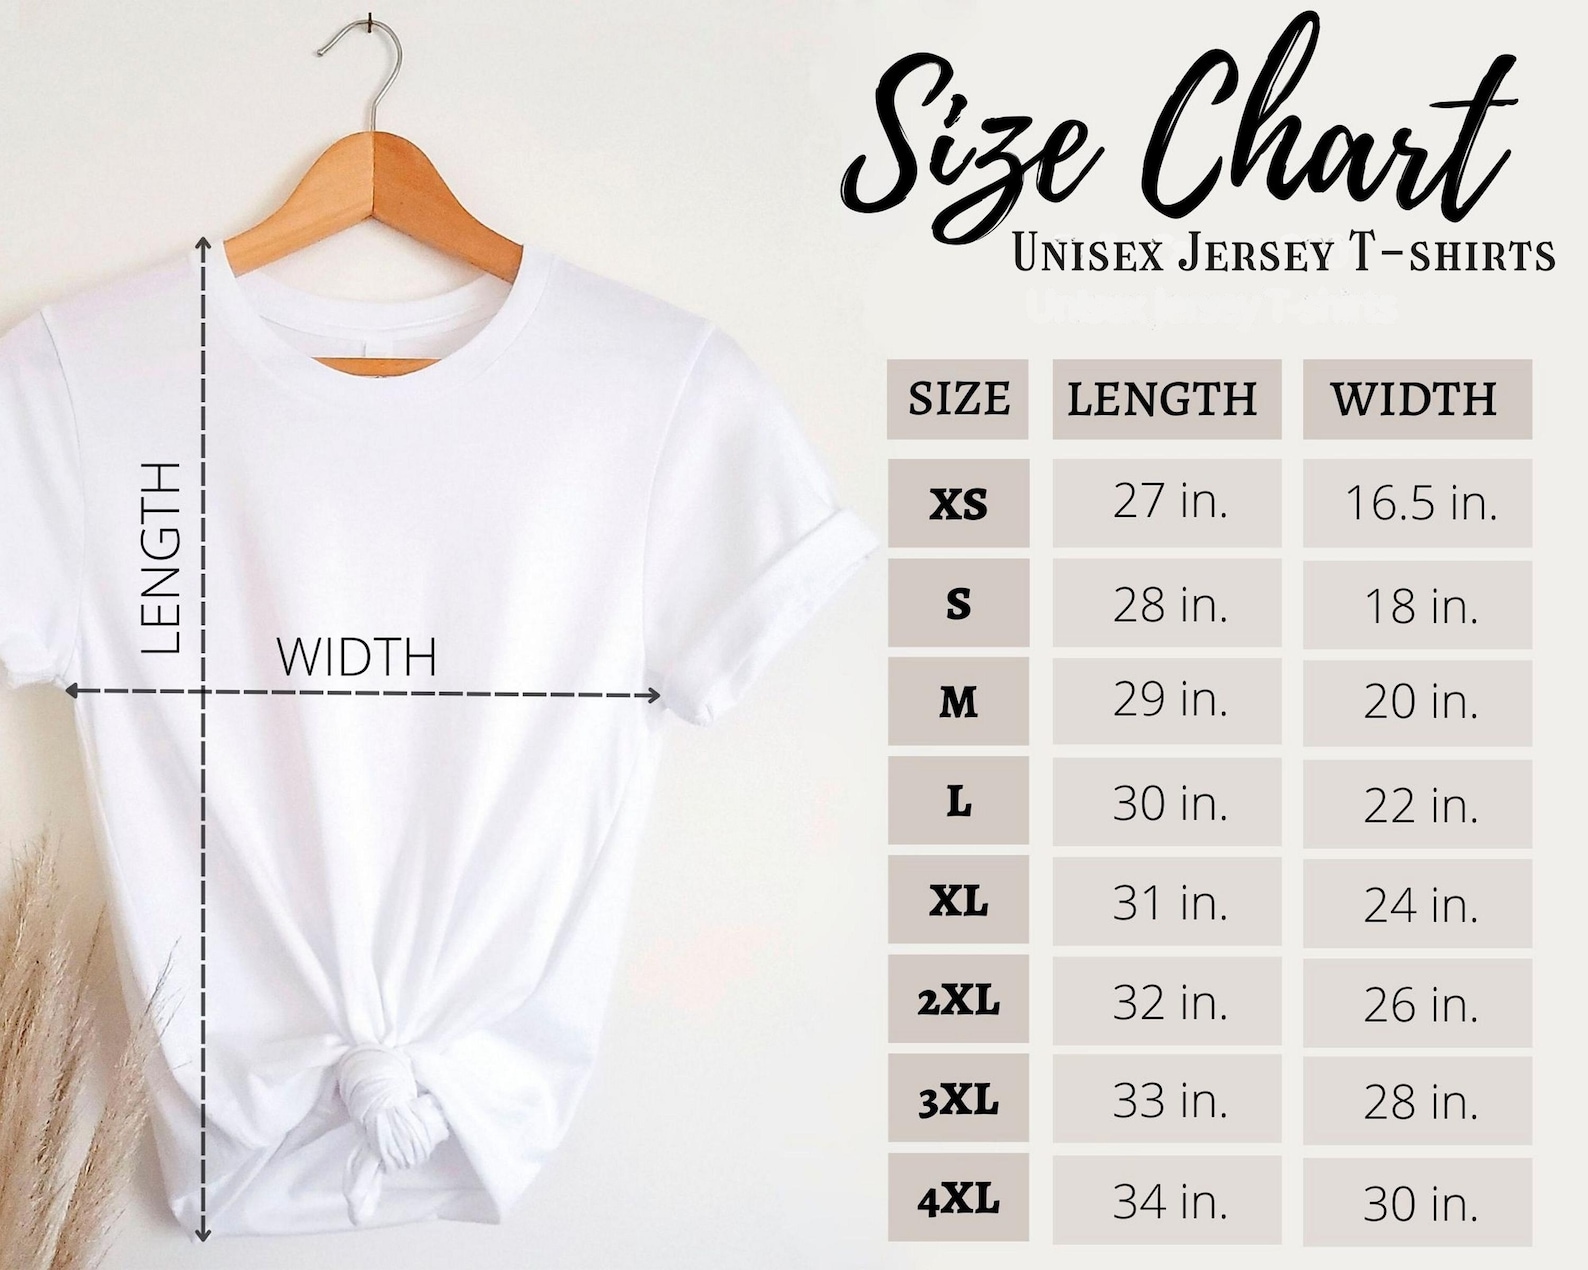 Size Chart
Unisex Jersey T-shirts
SIZE LENGTH WIDTH
XS 27 in. 16.5 in.
S 28 in. 18 in.
M 29 in. 20 in.
L 30 in. 22 in.
XL 31 in. 24 in.
2XL 32 in. 26 in.
3XL 33 in. 28 in.
4XL 34 in. 30 in.
LENGTH
WIDTH